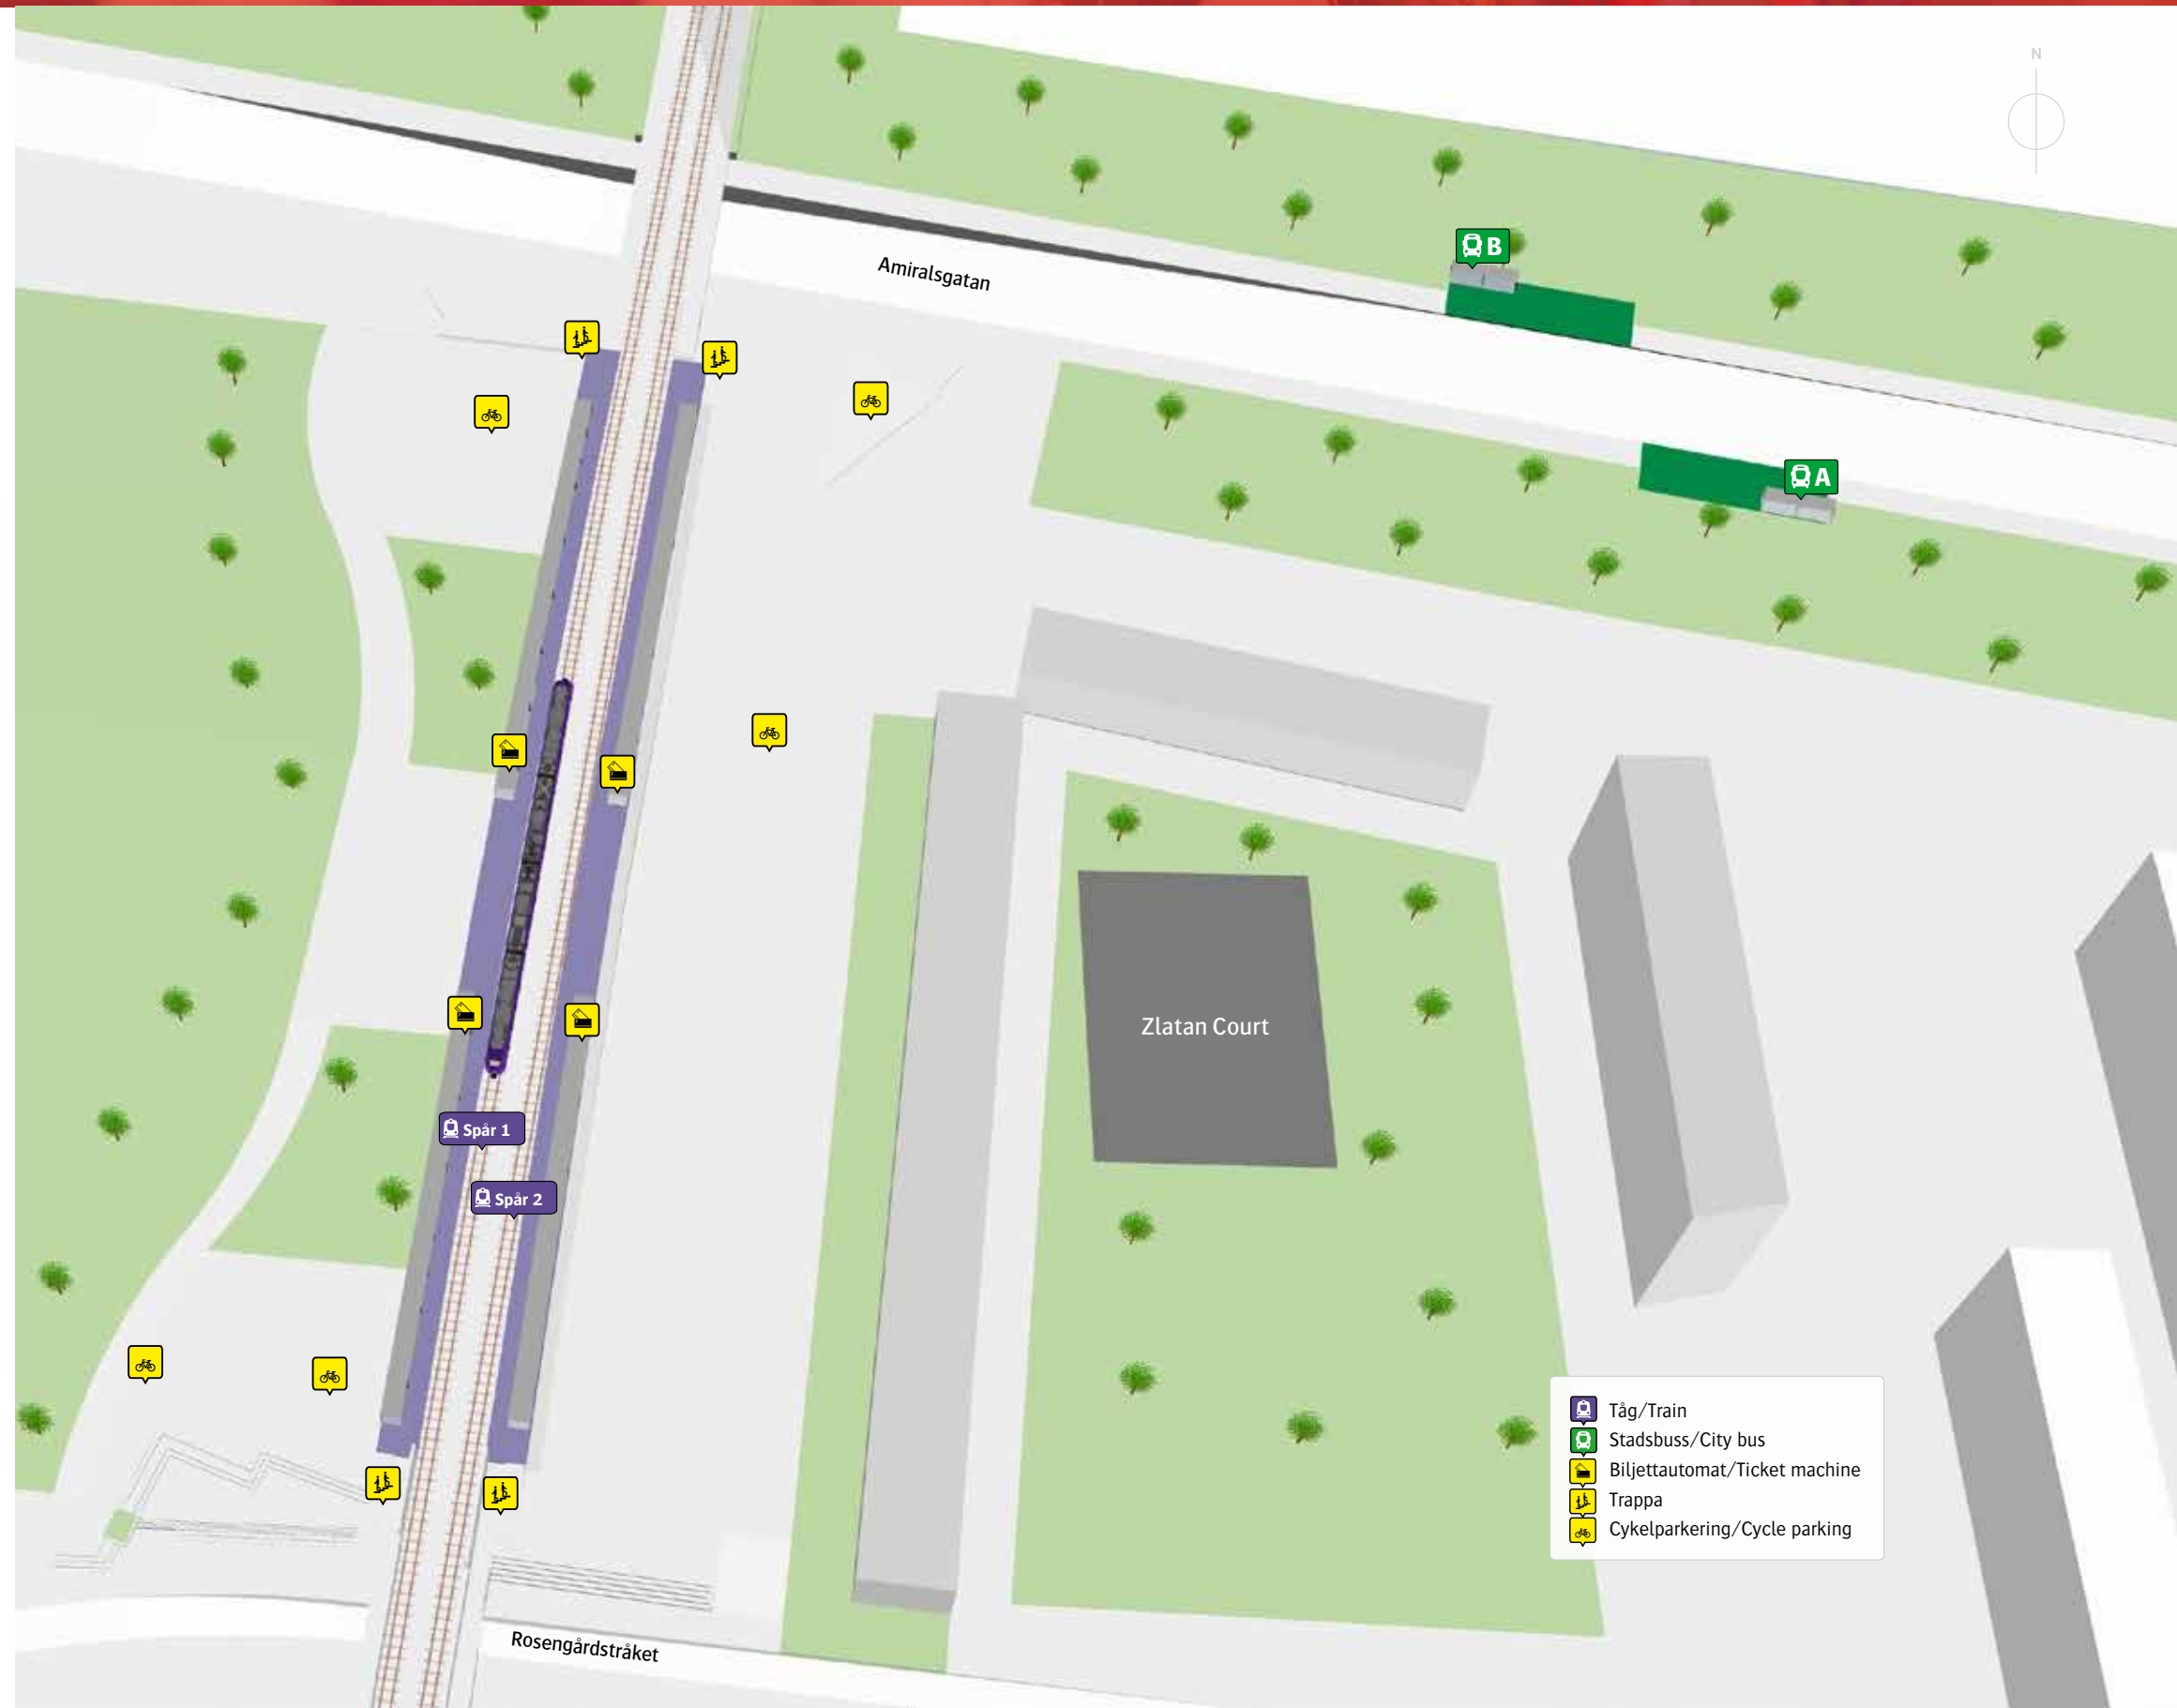 N
B
Amiralsgatan
A
Zlatan Court
Spår 1
Spår 2
Tåg/Train
Stadsbuss/City bus
Biljettautomat/Ticket machine
Trappa
Cykelparkering/Cycle parking
Rosengårdstråket